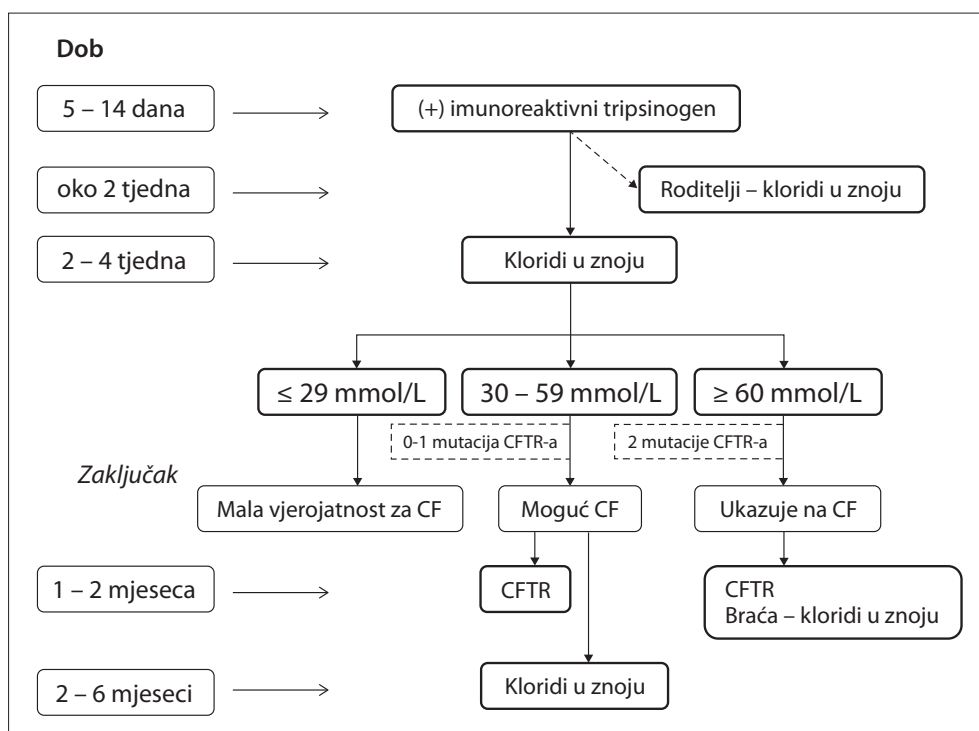 Dob
5 – 14 dana
(+) imunoreaktivni tripsinogen
oko 2 tjedna
Roditelji – kloridi u znoju
2 – 4 tjedna
Kloridi u znoju
≤ 29 mmol/L
30 – 59 mmol/L
≥ 60 mmol/L
0-1 mutacija CFTR-a
2 mutacije CFTR-a
Zaključak
Mala vjerojatnost za CF
Moguć CF
Ukazuje na CF
1 – 2 mjeseca
CFTR
CFTR
Braća – kloridi u znoju
2 – 6 mjeseci
Kloridi u znoju